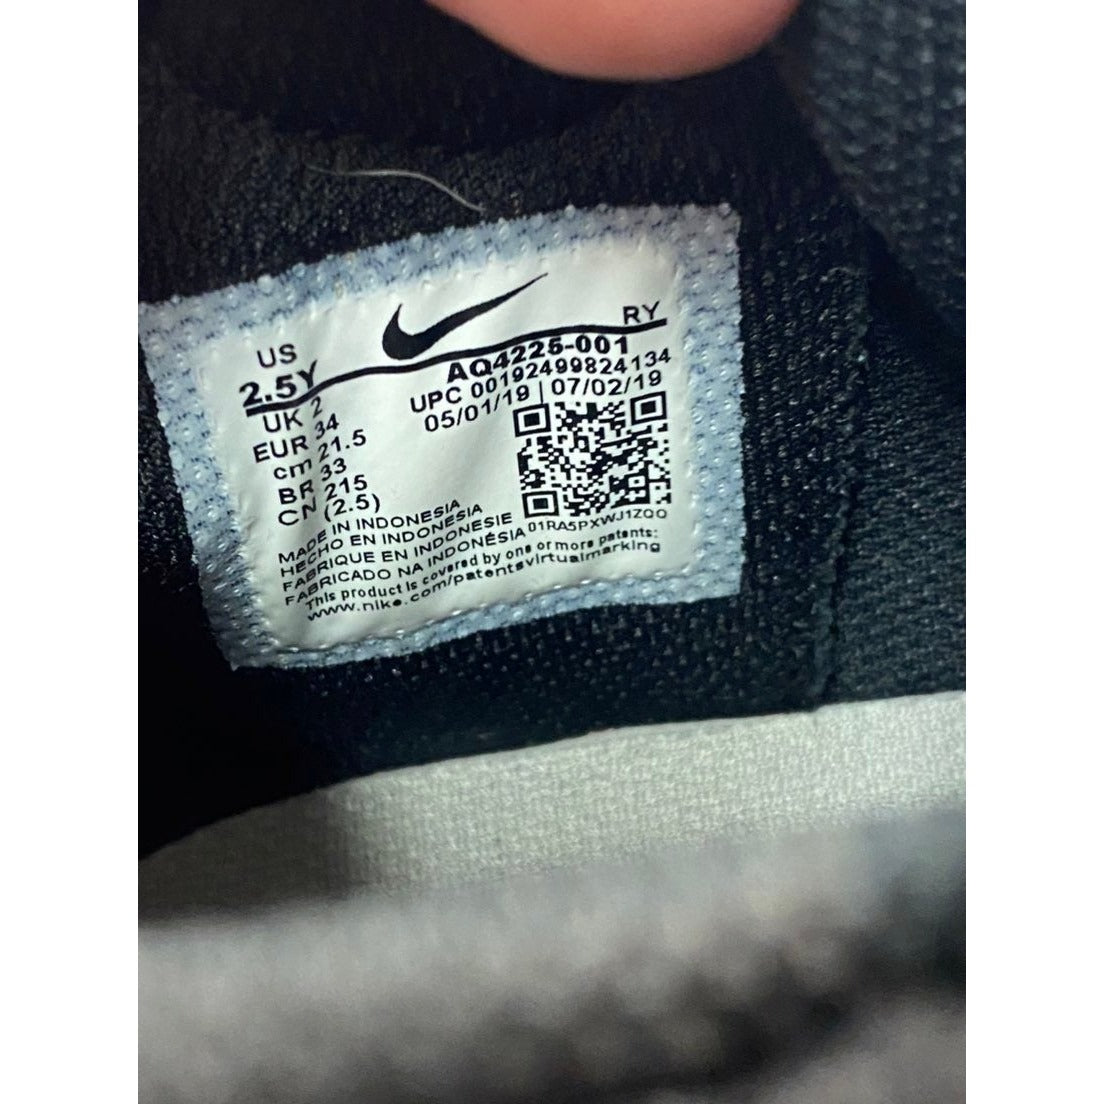 US
2.5Y
UK 2
EUR 34
cm 21.5
BR 33
CN 215
CN (2.5)
RY
AQ4225-001
UPC 00192499824134
05/01/19 | 07/02/19
01RA5PXWJ1ZQO
MADE IN INDONESIA
HECHO EN INDONESIA
FABRIQUE EN INDONESIE
FABRICADO NA INDONÉSIA
This product is covered by one or more patents:
www.nike.com/patentsvirtualmarking